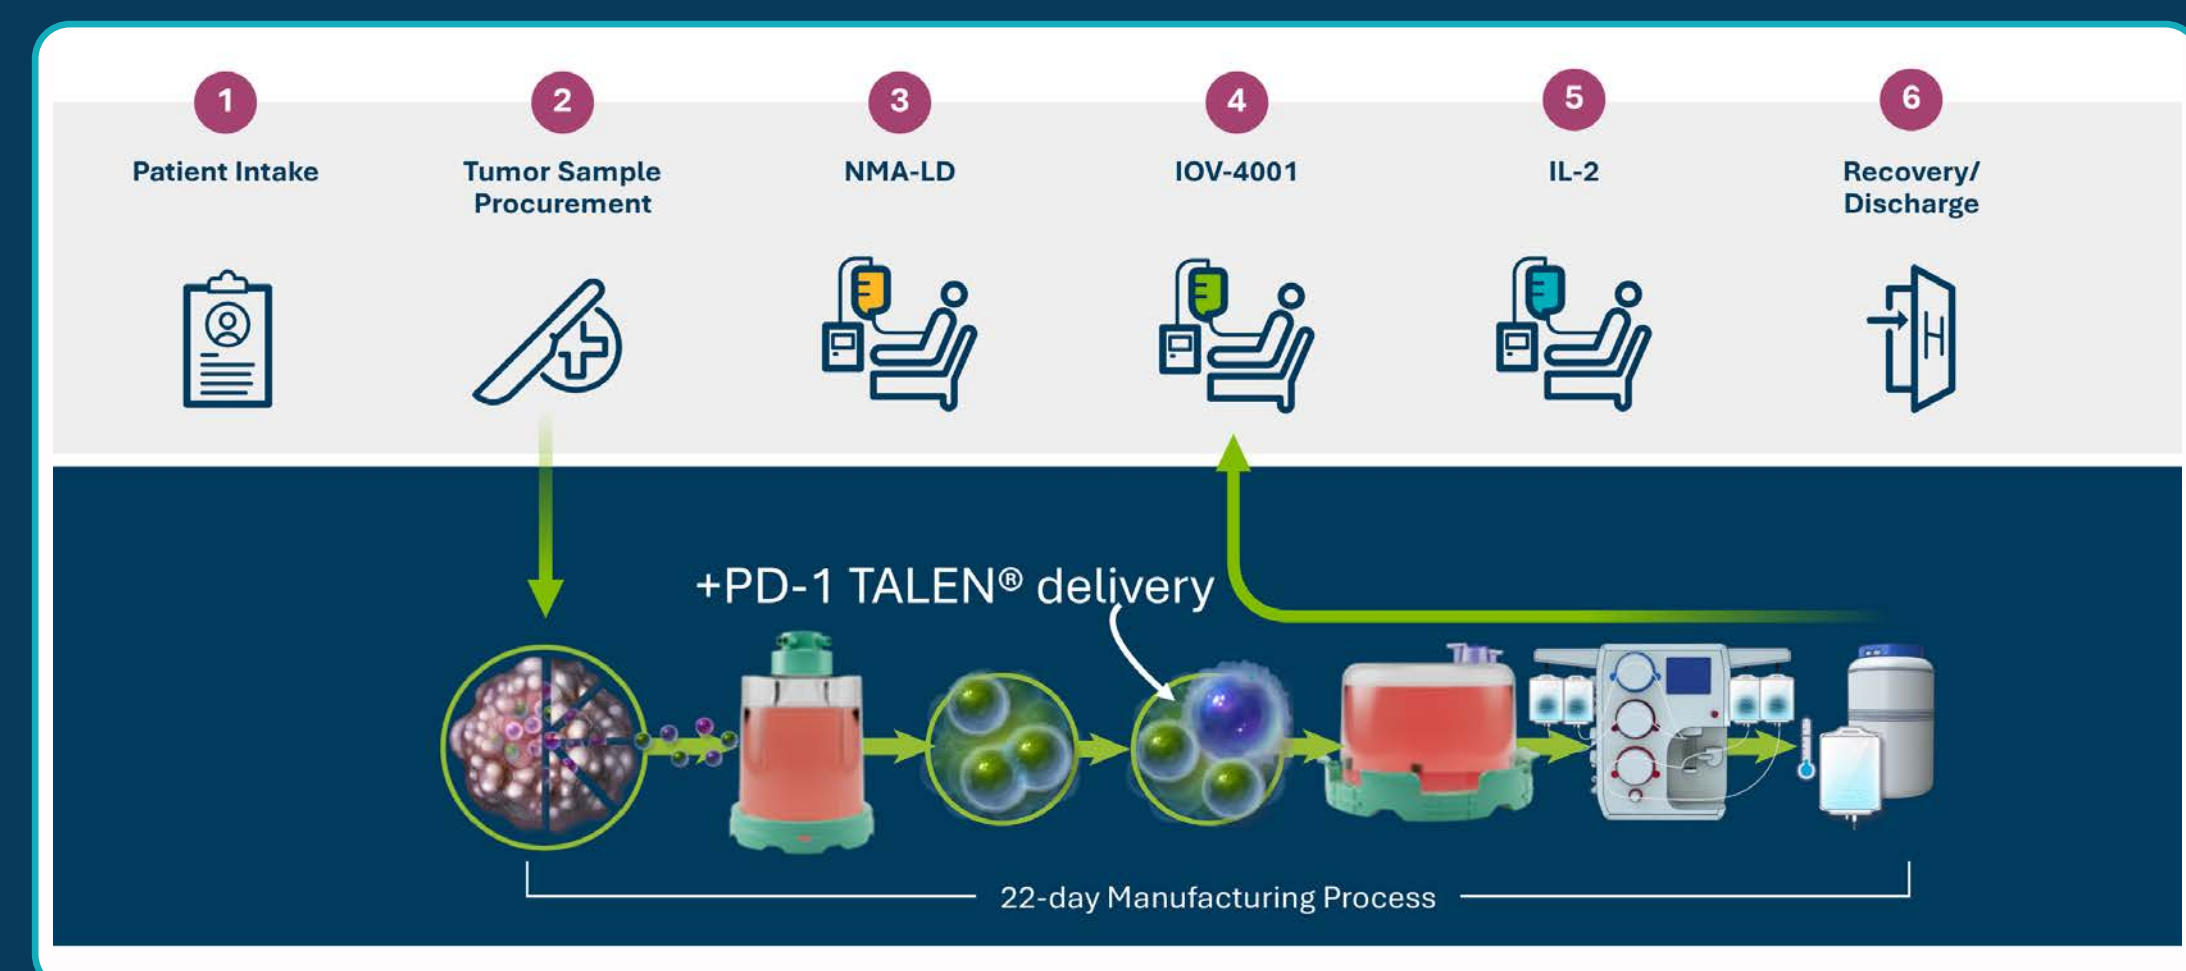 1
2
3
4
5
6
Patient Intake
Tumor Sample
Procurement
NMA-LD
IOV-4001
IL-2
Recovery/
Discharge
H
+PD-1 TALEN® delivery
22-day Manufacturing Process